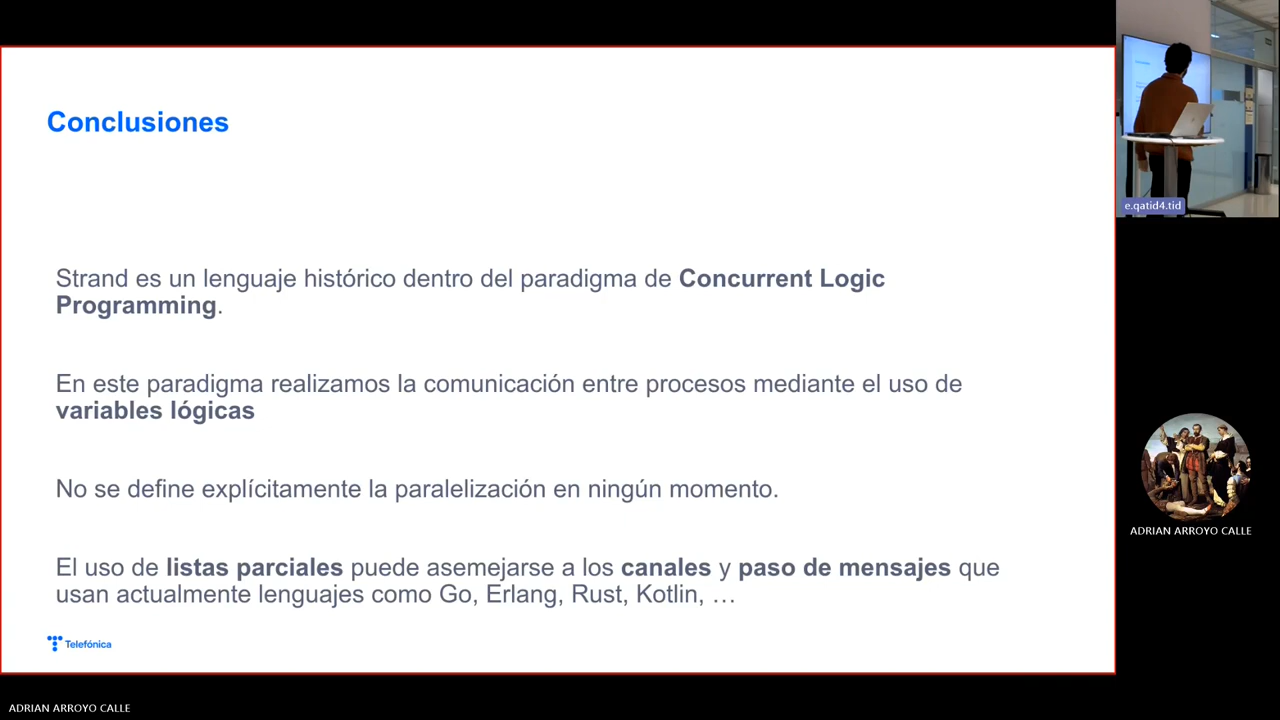 Conclusiones
Strand es un lenguaje histórico dentro del paradigma de Concurrent Logic
Programming.
En este paradigma realizamos la comunicación entre procesos mediante el uso de
variables lógicas
No se define explícitamente la paralelización en ningún momento.
El uso de listas parciales puede asemejarse a los canales y paso de mensajes que
usan actualmente lenguajes como Go, Erlang, Rust, Kotlin, …
Telefónica
e.qatid4.tid
ADRIAN ARROYO CALLE
ADRIAN ARROYO CALLE